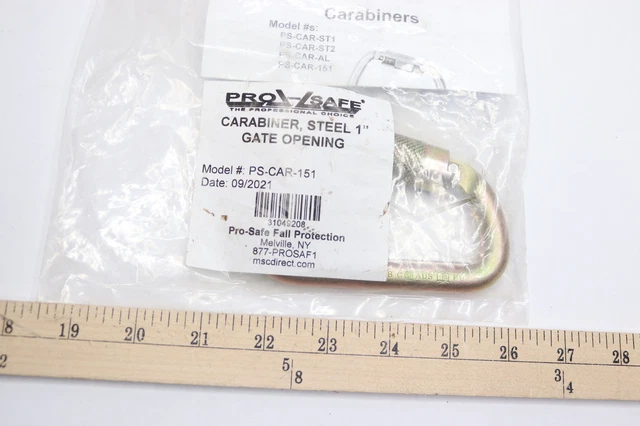 Carabiners
Model #s:
PS-CAR-ST1
PS-CAR-ST2
PS-CAR-AL
PS-CAR-151
PRO SAFE®
THE PROFESSIONAL CHOICE
CARABINER, STEEL 1"
GATE OPENING
Model #: PS-CAR-151
Date: 09/2021
31049208
Pro-Safe Fall Protection
Melville, NY
877-PROSAF1
mscdirect.com
8 19 20 21 22 23 24 25 26 27 28
2 5|8 3|4